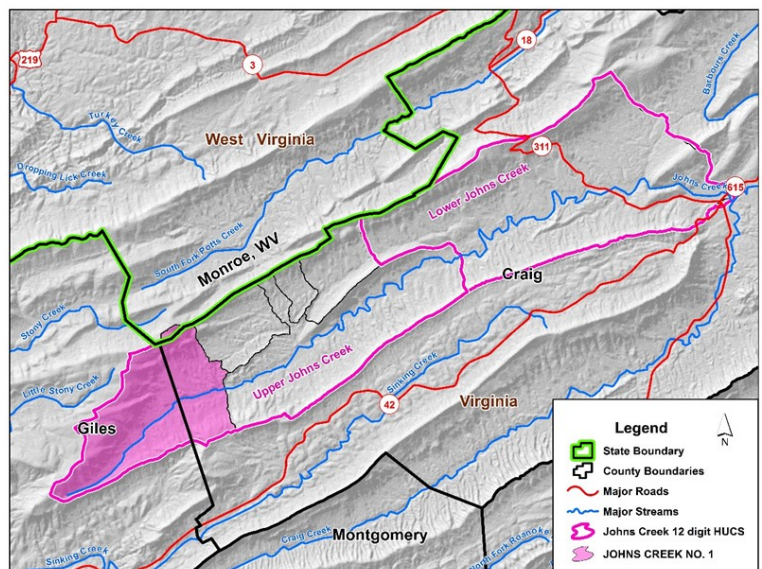 18
219
3
Barbours Creek
Turkey Creek
West Virginia
311
Dropping Lick Creek
Johns Creek
615
Lower Johns Creek
South Fork Potts Creek
Monroe, WV
Craig
Stony Creek
Upper Johns Creek
Sinking Creek
Little Stony Creek
42
Virginia
Giles
Legend
N
State Boundary
County Boundaries
Major Roads
Major Streams
Johns Creek 12 digit HUCS
JOHNS CREEK NO. 1
Craig Creek
Montgomery
North Fork Roanoke
Sinking Creek